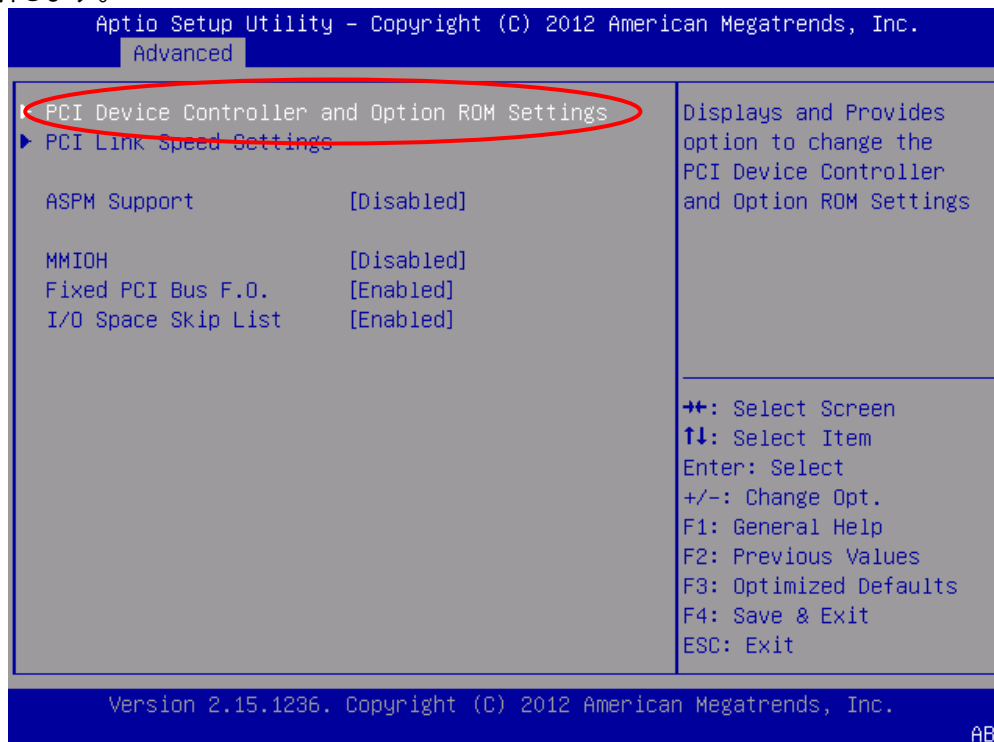 押します。
Aptio Setup Utility – Copyright (C) 2012 American Megatrends, Inc.
Advanced
PCI Device Controller and Option ROM Settings
PCI Link Speed Settings
ASPM Support [Disabled]
MMIOH [Disabled]
Fixed PCI Bus F.O. [Enabled]
I/O Space Skip List [Enabled]
Displays and Provides
option to change the
PCI Device Controller
and Option ROM Settings
→←: Select Screen
↑↓: Select Item
Enter: Select
+/-: Change Opt.
F1: General Help
F2: Previous Values
F3: Optimized Defaults
F4: Save & Exit
ESC: Exit
Version 2.15.1236. Copyright (C) 2012 American Megatrends, Inc.
AB